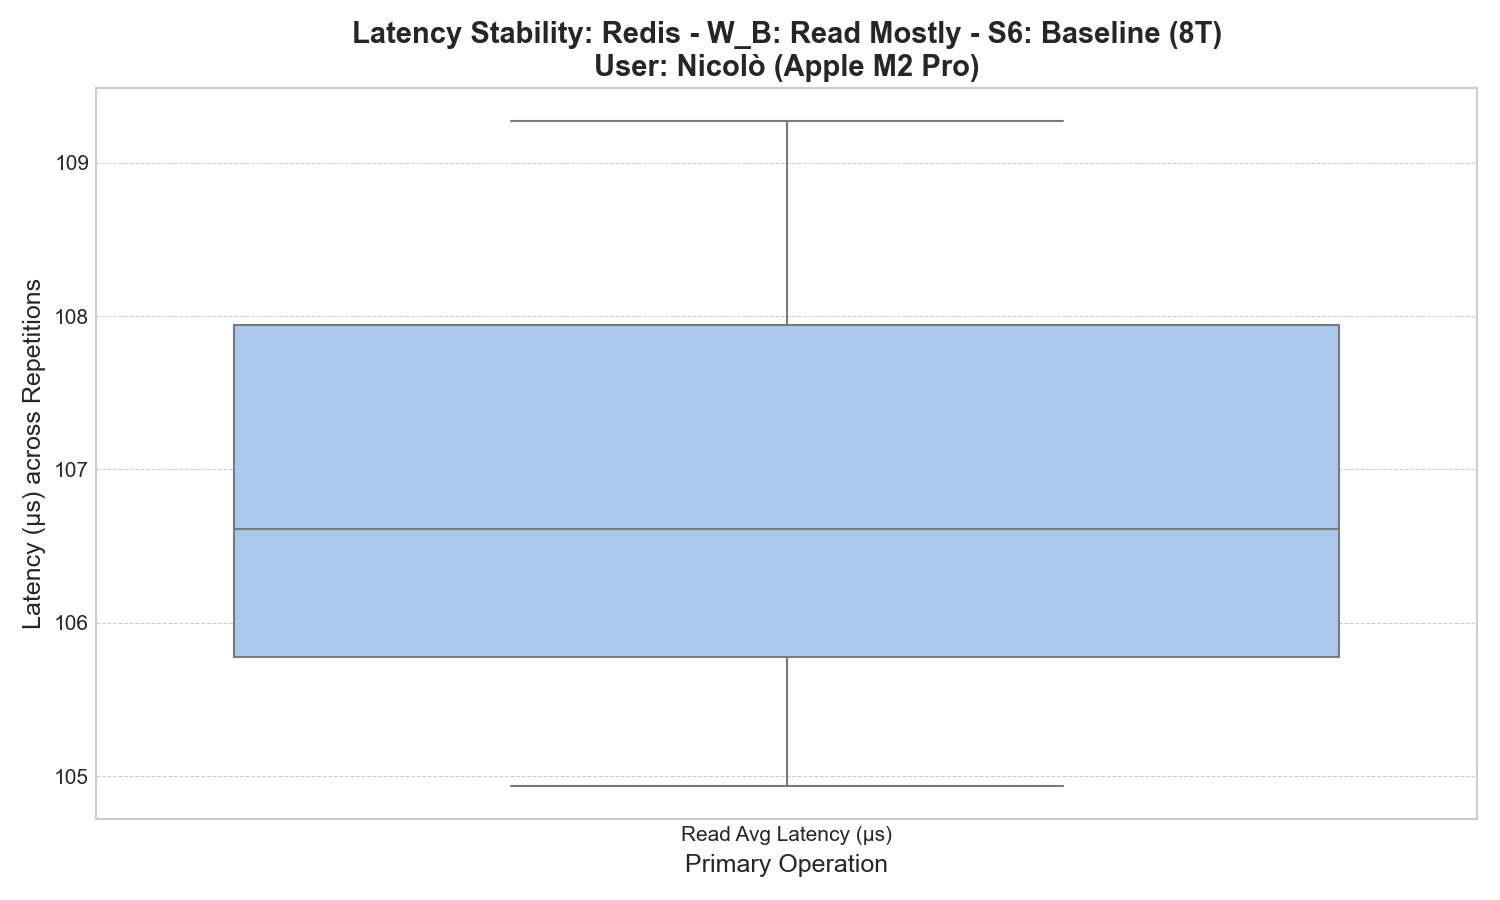 Latency Stability: Redis - W_B: Read Mostly - S6: Baseline (8T)
User: Nicolò (Apple M2 Pro)
Latency (μs) across Repetitions
109
108
107
106
105
Read Avg Latency (μs)
Primary Operation